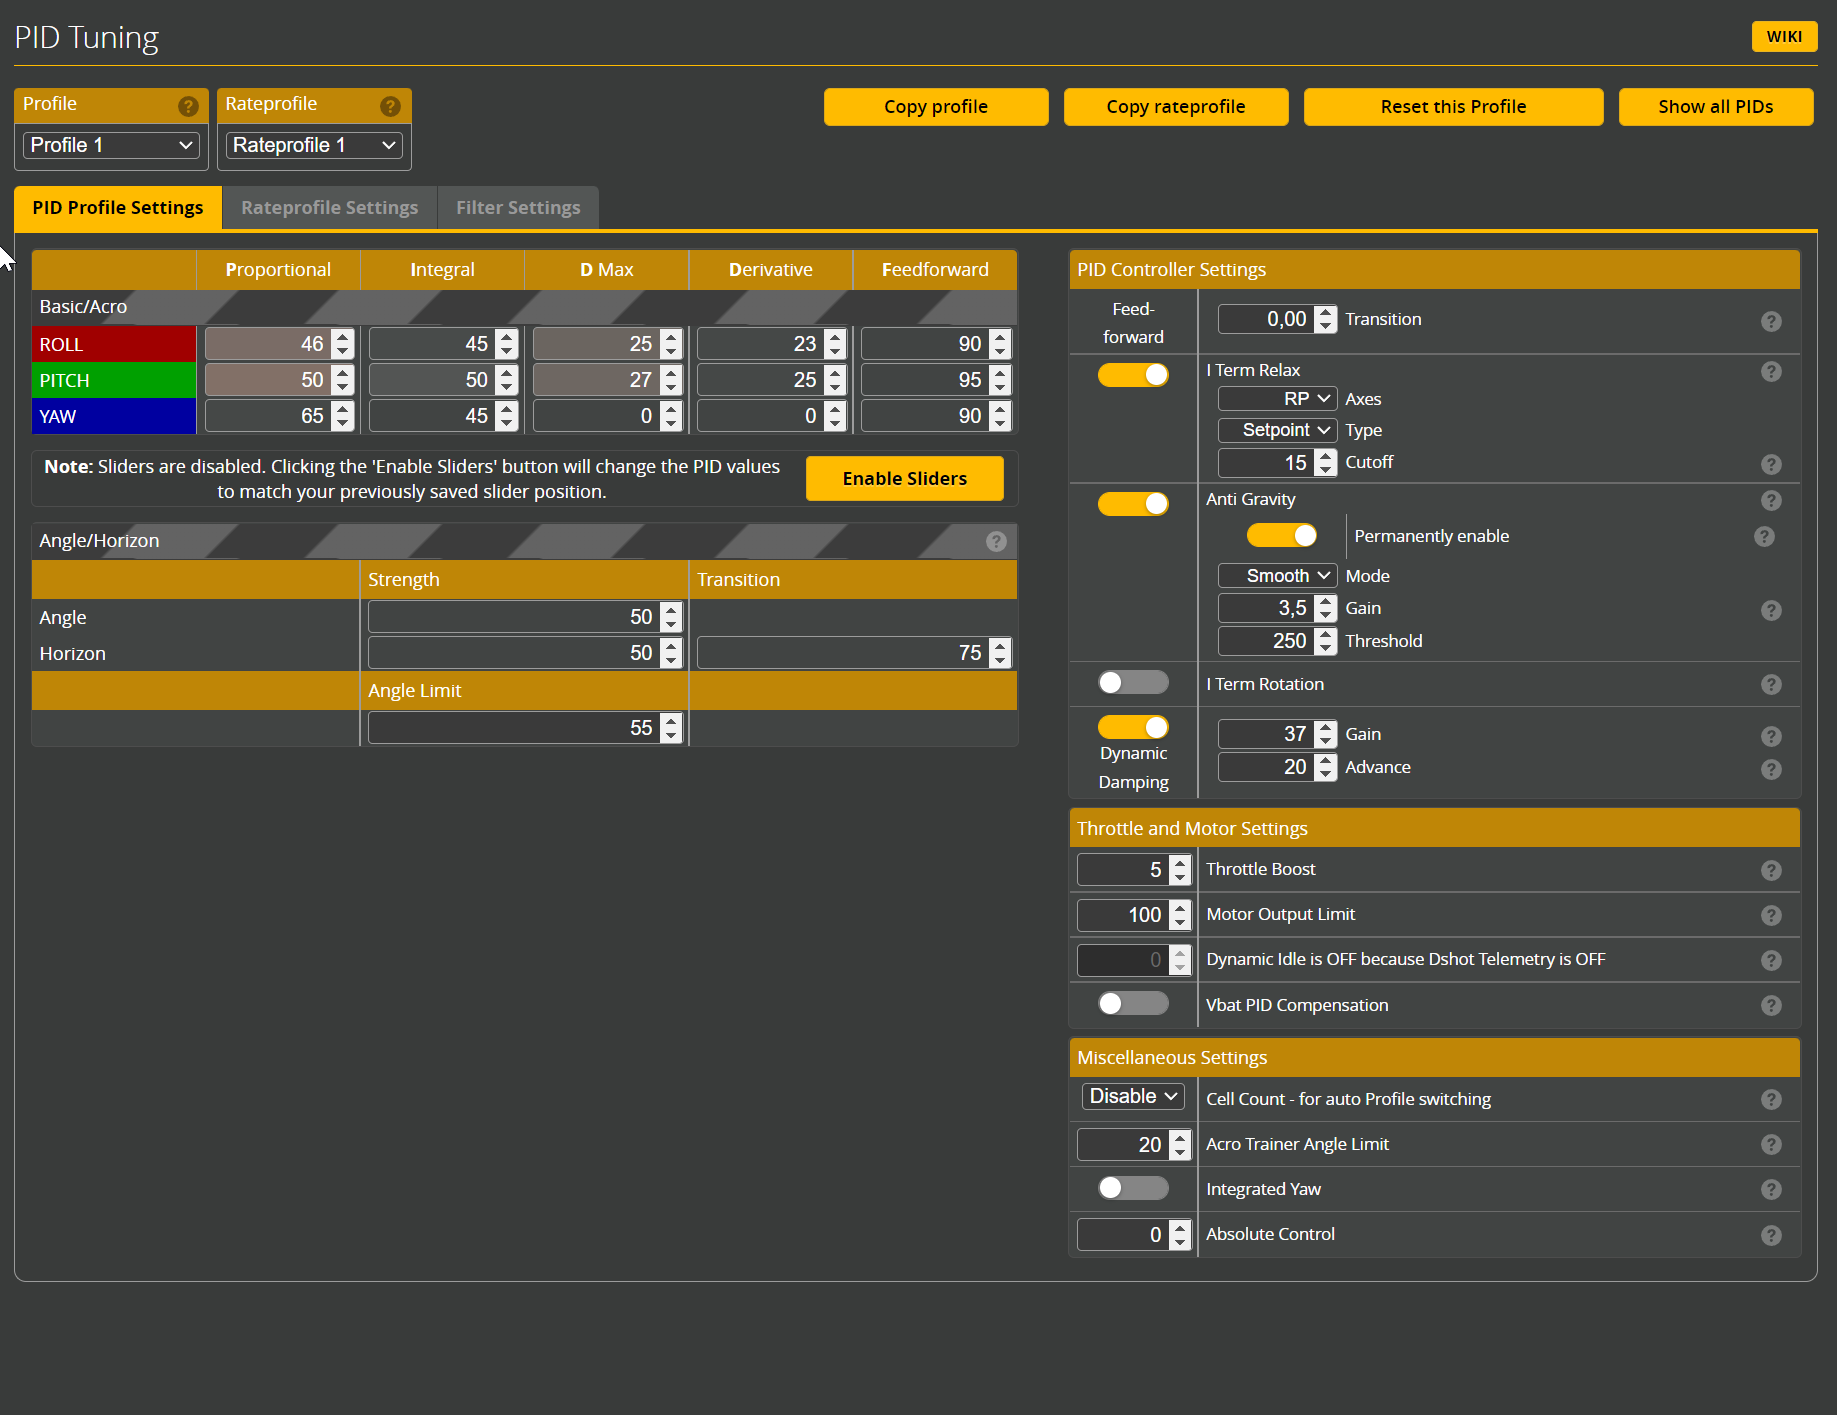 PID Tuning
WIKI
Profile ?
Rateprofile ?
Profile 1
Rateprofile 1
Copy profile
Copy rateprofile
Reset this Profile
Show all PIDs
PID Profile Settings
Rateprofile Settings
Filter Settings
Proportional Integral D Max Derivative Feedforward
Basic/Acro
ROLL 46 45 25 23 90
PITCH 50 50 27 25 95
YAW 65 45 0 0 90
Note: Sliders are disabled. Clicking the 'Enable Sliders' button will change the PID values
to match your previously saved slider position.
Enable Sliders
Angle/Horizon ?
Strength Transition
Angle 50
Horizon 50 75
Angle Limit
55
PID Controller Settings
Feed-
forward
0,00 Transition ?
I Term Relax ?
RP Axes
Setpoint Type
15 Cutoff ?
Anti Gravity ?
Permanently enable ?
Smooth Mode
3,5 Gain ?
250 Threshold
I Term Rotation ?
Dynamic
Damping
37 Gain ?
20 Advance ?
Throttle and Motor Settings
5 Throttle Boost ?
100 Motor Output Limit ?
0 Dynamic Idle is OFF because Dshot Telemetry is OFF ?
Vbat PID Compensation ?
Miscellaneous Settings
Disable Cell Count - for auto Profile switching ?
20 Acro Trainer Angle Limit ?
Integrated Yaw ?
0 Absolute Control ?